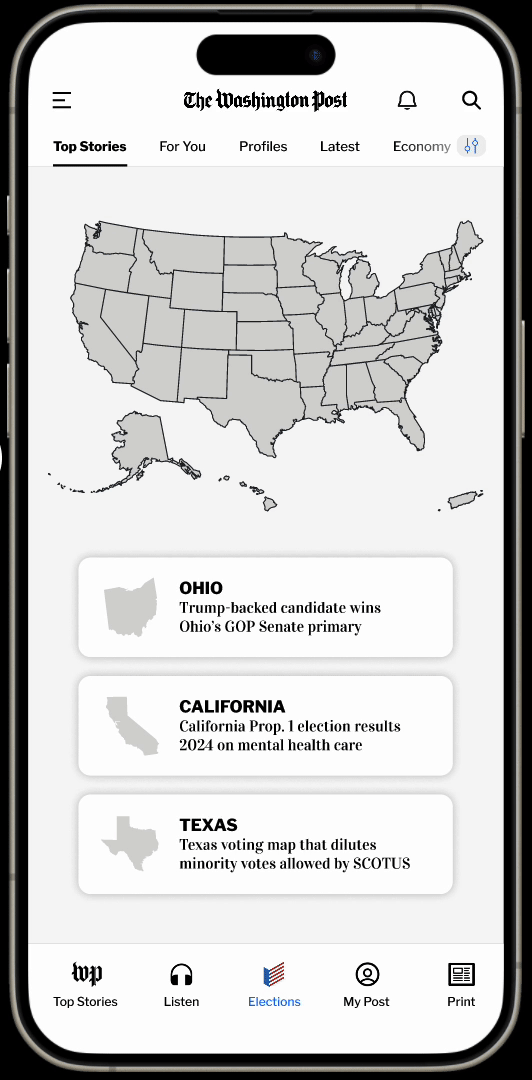 The Washington Post
Top Stories For You Profiles Latest Economy
OHIO
Trump-backed candidate wins
Ohio’s GOP Senate primary
CALIFORNIA
California Prop. 1 election results
2024 on mental health care
TEXAS
Texas voting map that dilutes
minority votes allowed by SCOTUS
wp
Top Stories Listen Elections My Post Print